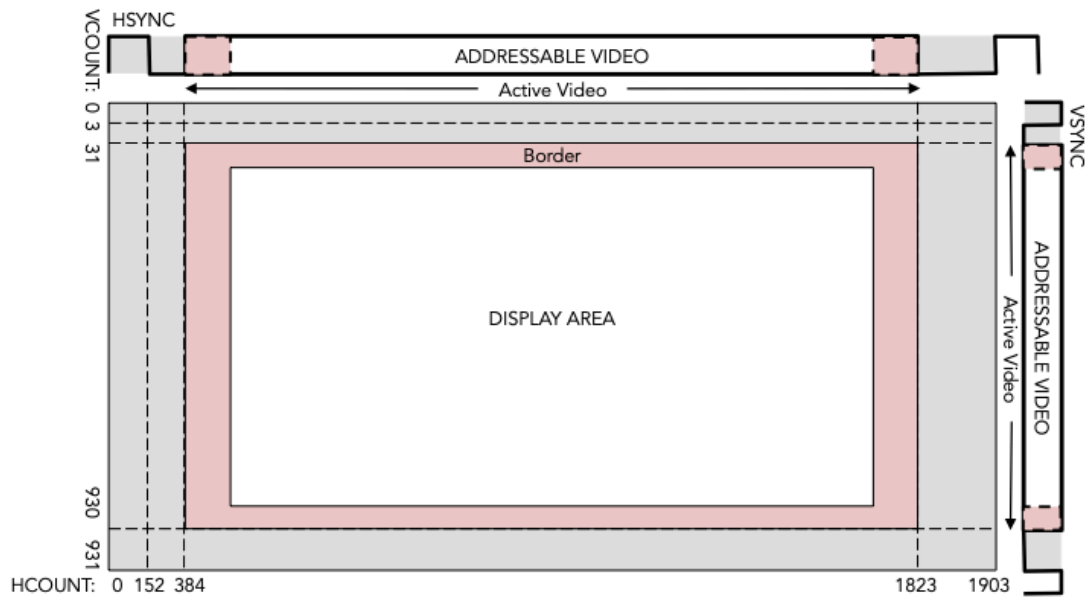 HSYNC
VCOUNT: 0 3 31 930 931
ADDRESSABLE VIDEO
Active Video
VSYNC
Border
DISPLAY AREA
Active Video
ADDRESSABLE VIDEO
HCOUNT: 0 152 384 1823 1903